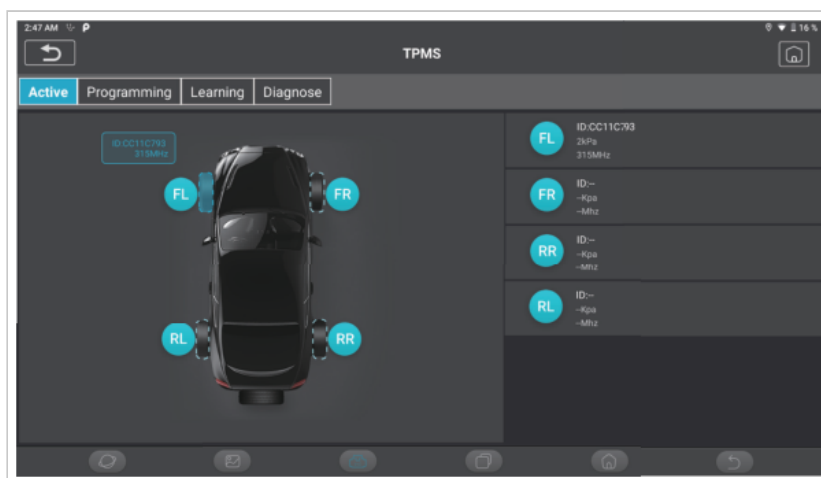 2:47 AM
16 %
TPMS
Active Programming Learning Diagnose
ID:CC11C793
315MHz
FL
FR
RL
RR
FL
ID:CC11C793
2kPa
315MHz
FR
ID:--
--Kpa
--Mhz
RR
ID:--
--Kpa
--Mhz
RL
ID:--
--Kpa
--Mhz